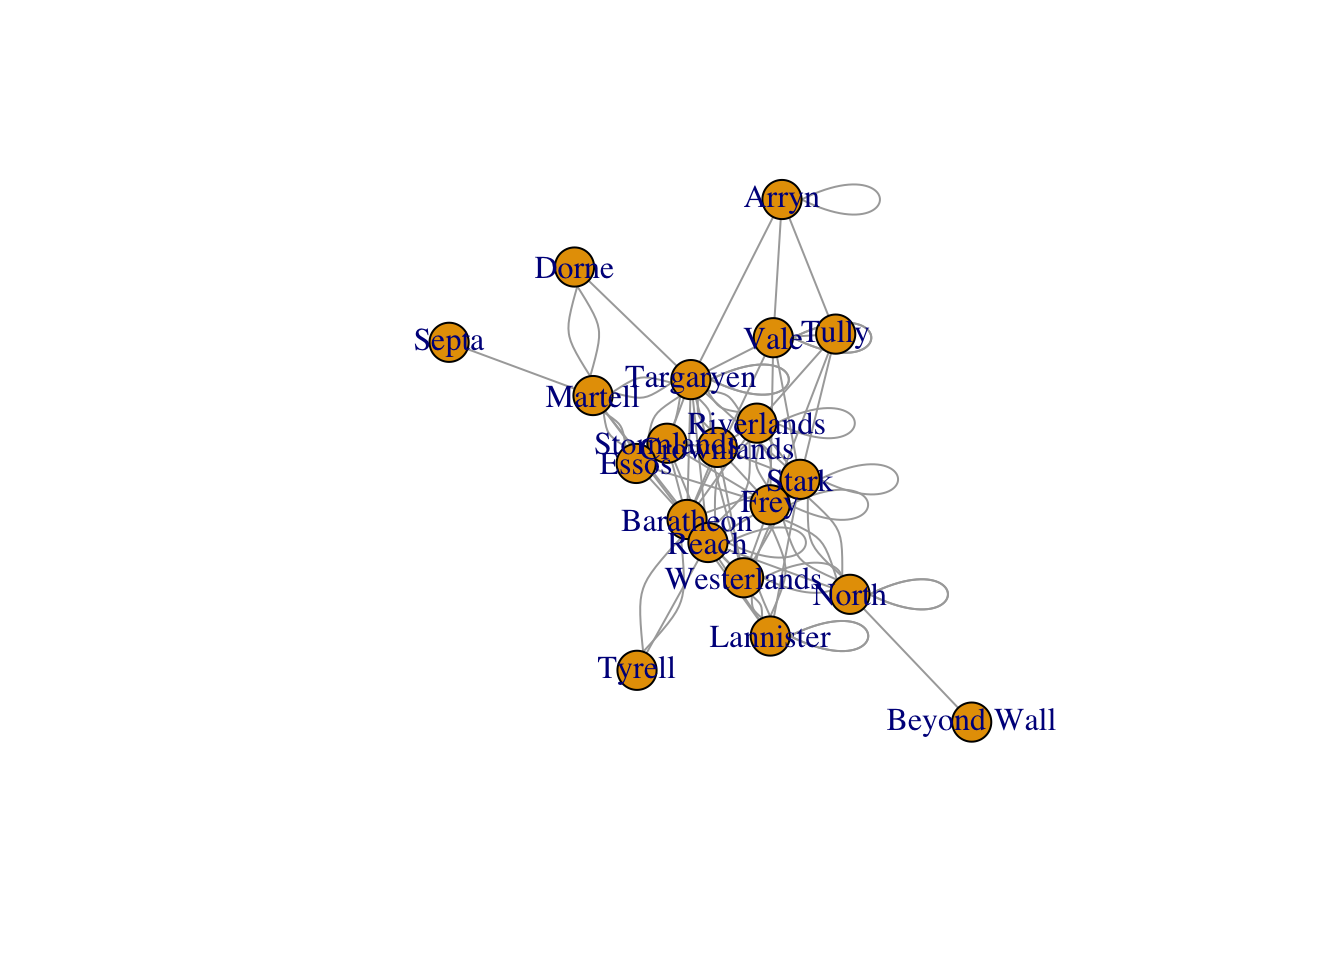 Arryn
Dorne
Septa
Vale
Tully
Targaryen
Martell
Riverlands
Stormlands
Crownlands
Essos
Stark
Frey
Baratheon
Reach
Westerlands
North
Lannister
Tyrell
Beyond Wall